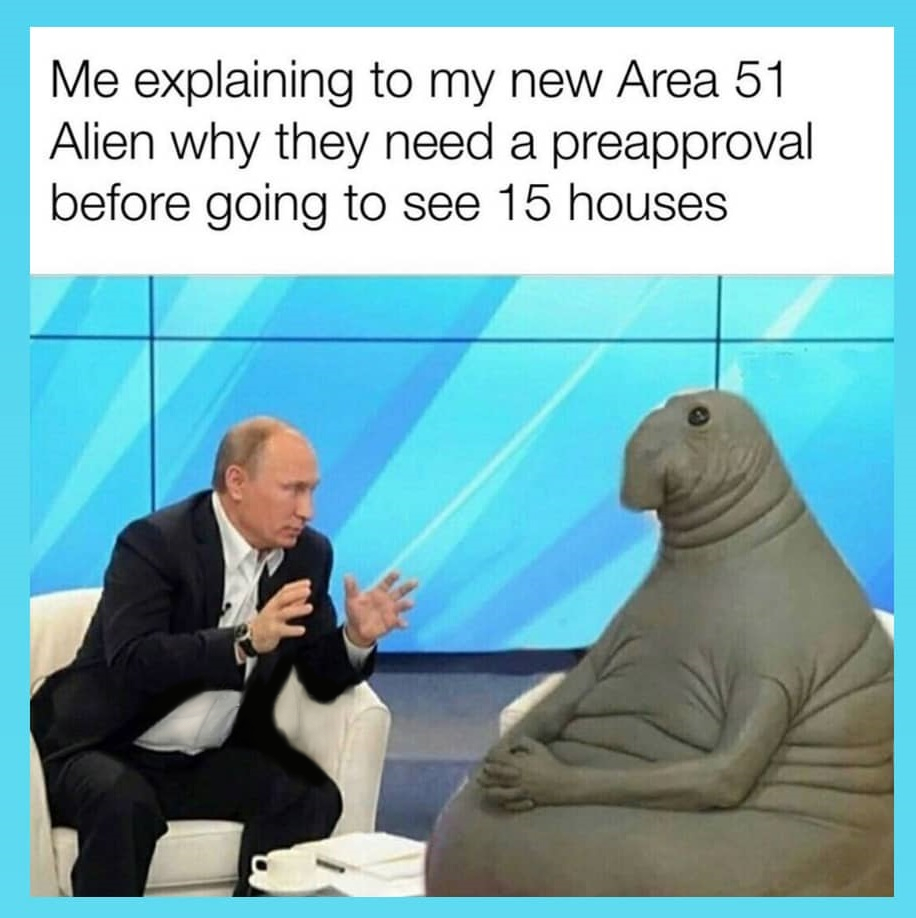 Me explaining to my new Area 51
Alien why they need a preapproval
before going to see 15 houses